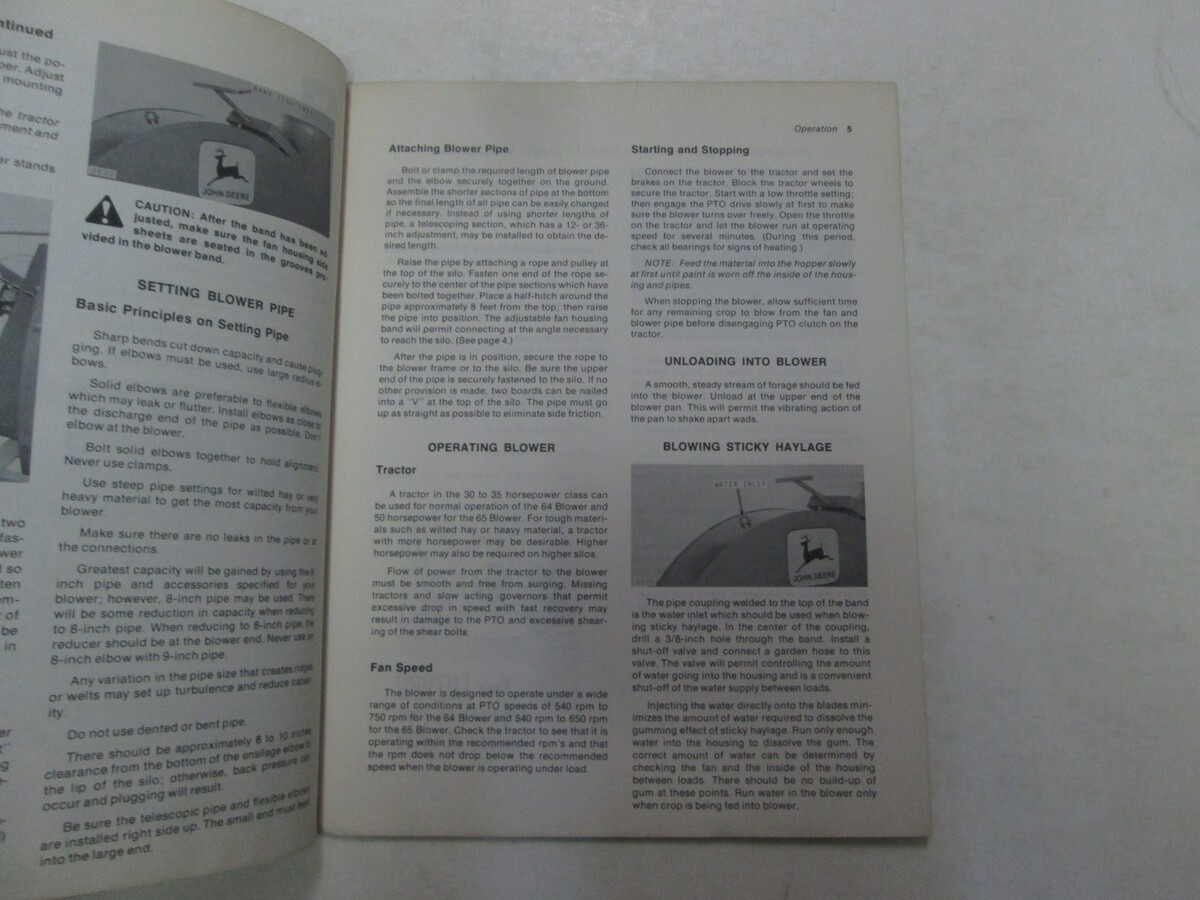 ntinued
ust the po-
per. Adjust
mounting
he tractor
ment and
er stands
two
fas-
wer
so
ten
em-
of
be
in
HAND TIGHTENED
JOHN DEERE
CAUTION: After the band has been ad-
justed, make sure the fan housing side
sheets are seated in the grooves pro-
vided in the blower band.
SETTING BLOWER PIPE
Basic Principles on Setting Pipe
Sharp bends cut down capacity and cause plug-
ging. If elbows must be used, use large radius el-
bows.
Solid elbows are preferable to flexible elbows
which may leak or flutter. Install elbows as close to
the discharge end of the pipe as possible. Don't
elbow at the blower.
Bolt solid elbows together to hold alignment.
Never use clamps.
Use steep pipe settings for wilted hay or very
heavy material to get the most capacity from your
blower.
Make sure there are no leaks in the pipe or at
the connections.
Greatest capacity will be gained by using the 9-
inch pipe and accessories specified for your
blower; however, 8-inch pipe may be used. There
will be some reduction in capacity when reducing
to 8-inch pipe. When reducing to 8-inch pipe, the
reducer should be at the blower end. Never use an
8-inch elbow with 9-inch pipe.
Any variation in the pipe size that creates ridges
or welts may set up turbulence and reduce capac-
ity.
Do not use dented or bent pipe.
There should be approximately 8 to 10 inches
clearance from the bottom of the ensilage elbow to
the lip of the silo; otherwise, back pressure can
occur and plugging will result.
Be sure the telescopic pipe and flexible elbows
are installed right side up. The small end must feed
into the large end.
Operation 5
Attaching Blower Pipe
Bolt or clamp the required length of blower pipe
and the elbow securely together on the ground.
Assemble the shorter sections of pipe at the bottom
so the final length of all pipe can be easily changed
if necessary. Instead of using shorter lengths of
pipe, a telescoping section, which has a 12- or 36-
inch adjustment, may be installed to obtain the de-
sired length.
Raise the pipe by attaching a rope and pulley at
the top of the silo. Fasten one end of the rope se-
curely to the center of the pipe sections which have
been bolted together. Place a half-hitch around the
pipe approximately 8 feet from the top; then raise
the pipe into position. The adjustable fan housing
band will permit connecting at the angle necessary
to reach the silo. (See page 4.)
After the pipe is in position, secure the rope to
the blower frame or to the silo. Be sure the upper
end of the pipe is securely fastened to the silo. If no
other provision is made, two boards can be nailed
into a "V" at the top of the silo. The pipe must go
up as straight as possible to eliminate side friction.
OPERATING BLOWER
Tractor
A tractor in the 30 to 35 horsepower class can
be used for normal operation of the 64 Blower and
50 horsepower for the 65 Blower. For tough materi-
als such as wilted hay or heavy material, a tractor
with more horsepower may be desirable. Higher
horsepower may also be required on higher silos.
Flow of power from the tractor to the blower
must be smooth and free from surging. Missing
tractors and slow acting governors that permit
excessive drop in speed with fast recovery may
result in damage to the PTO and excessive shear-
ing of the shear bolts.
Fan Speed
The blower is designed to operate under a wide
range of conditions at PTO speeds of 540 rpm to
750 rpm for the 64 Blower and 540 rpm to 650 rpm
for the 65 Blower. Check the tractor to see that it is
operating within the recommended rpm's and that
the rpm does not drop below the recommended
speed when the blower is operating under load.
Starting and Stopping
Connect the blower to the tractor and set the
brakes on the tractor. Block the tractor wheels to
secure the tractor. Start with a low throttle setting;
then engage the PTO drive slowly at first to make
sure the blower turns over freely. Open the throttle
on the tractor and let the blower run at operating
speed for several minutes. (During this period,
check all bearings for signs of heating.)
NOTE: Feed the material into the hopper slowly
at first until paint is worn off the inside of the hous-
ing and pipes.
When stopping the blower, allow sufficient time
for any remaining crop to blow from the fan and
blower pipe before disengaging PTO clutch on the
tractor.
UNLOADING INTO BLOWER
A smooth, steady stream of forage should be fed
into the blower. Unload at the upper end of the
blower pan. This will permit the vibrating action of
the pan to shake apart wads.
BLOWING STICKY HAYLAGE
WATER INLET
JOHN DEERE
The pipe coupling welded to the top of the band
is the water inlet which should be used when blow-
ing sticky haylage. In the center of the coupling,
drill a 3/8-inch hole through the band. Install a
shut-off valve and connect a garden hose to this
valve. The valve will permit controlling the amount
of water going into the housing and is a convenient
shut-off of the water supply between loads.
Injecting the water directly onto the blades min-
imizes the amount of water required to dissolve the
gumming effect of sticky haylage. Run only enough
water into the housing to dissolve the gum. The
correct amount of water can be determined by
checking the fan and the inside of the housing
between loads. There should be no build-up of
gum at these points. Run water in the blower only
when crop is being fed into blower.